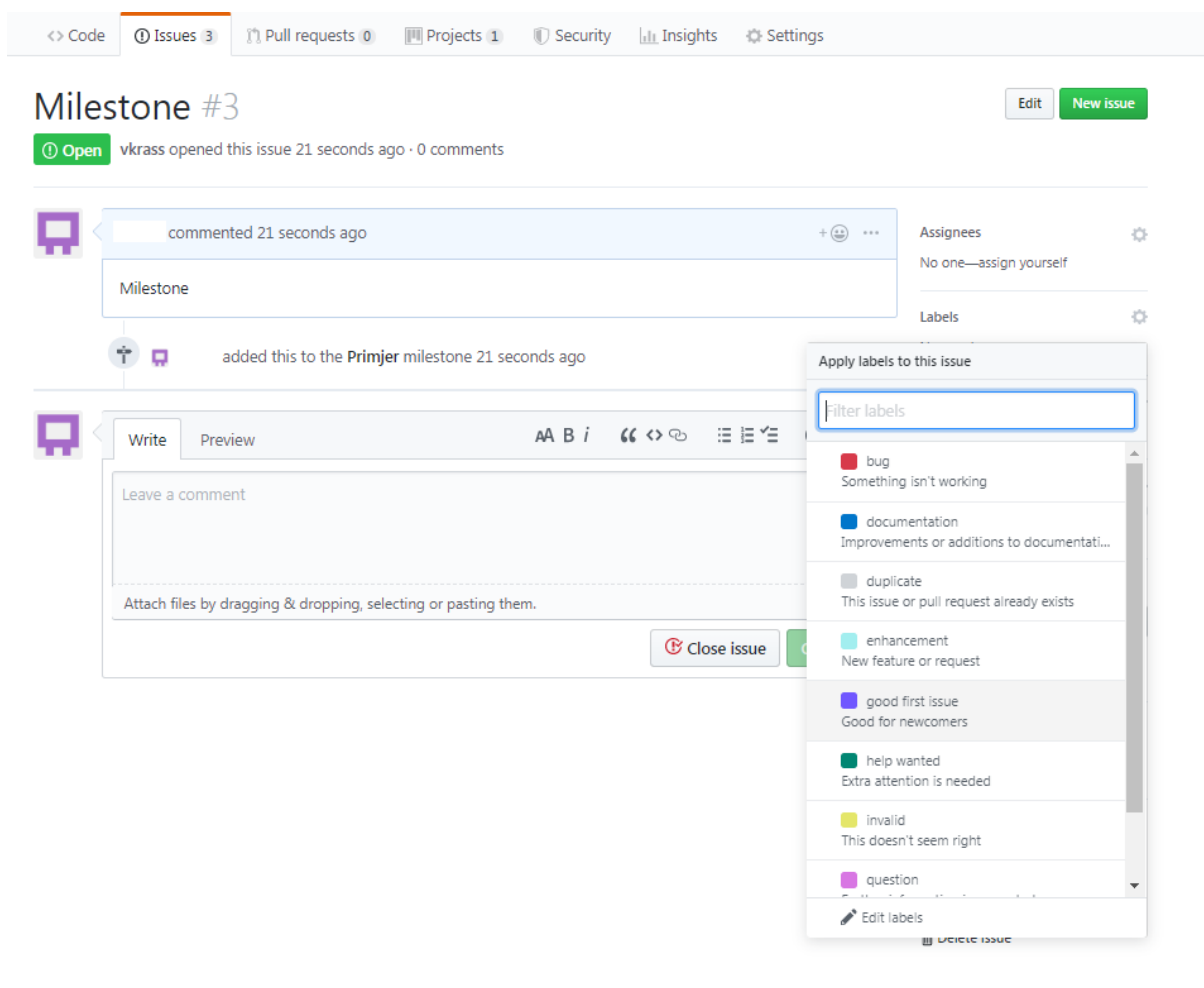 <> Code Issues 3 Pull requests 0 Projects 1 Security Insights Settings
Milestone #3
Edit New issue
Open vkrass opened this issue 21 seconds ago · 0 comments
commented 21 seconds ago
Milestone
added this to the Primjer milestone 21 seconds ago
Write Preview
AA B i
Leave a comment
Attach files by dragging & dropping, selecting or pasting them.
Close issue
Assignees
No one—assign yourself
Labels
Apply labels to this issue
Filter labels
bug
Something isn't working
documentation
Improvements or additions to documentati...
duplicate
This issue or pull request already exists
enhancement
New feature or request
good first issue
Good for newcomers
help wanted
Extra attention is needed
invalid
This doesn't seem right
question
Edit labels
Delete issue